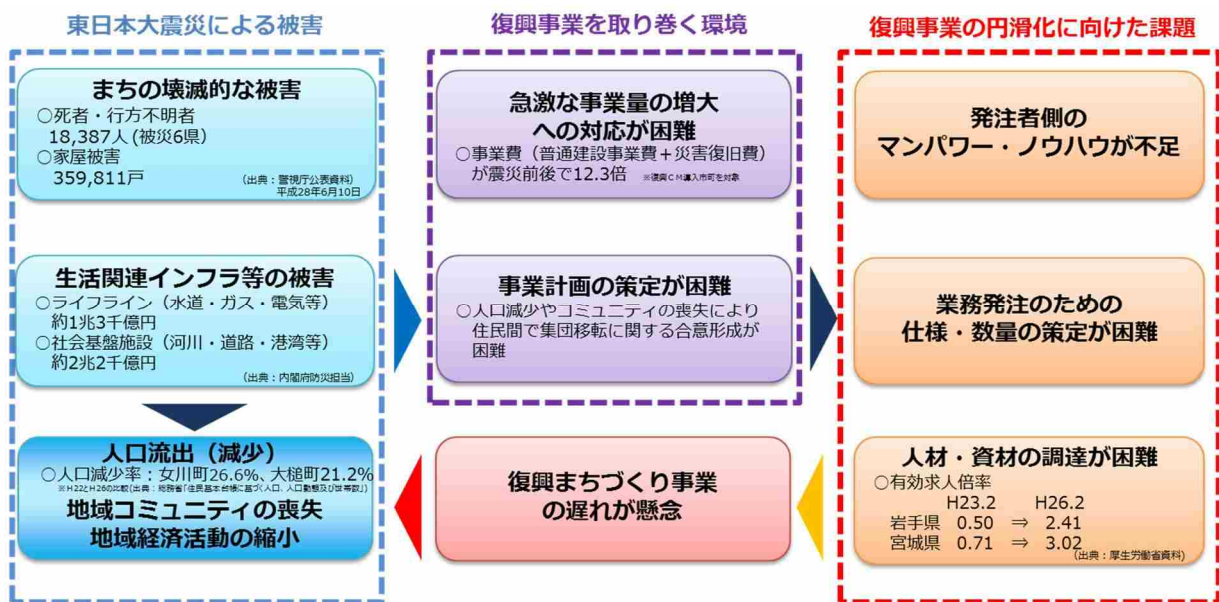 東日本大震災による被害
まちの壊滅的な被害
○死者・行方不明者
18,387人 (被災6県)
○家屋被害
359,811戸
(出典:警視庁公表資料)
平成28年6月10日
生活関連インフラ等の被害
○ライフライン(水道・ガス・電気等)
約1兆3千億円
○社会基盤施設(河川・道路・港湾等)
約2兆2千億円
(出典:内閣府防災担当)
人口流出(減少)
○人口減少率:女川町26.6%、大槌町21.2%
※H22とH26の比較(出典:総務省「住民基本台帳に基づく人口、人口動態及び世帯数」)
地域コミュニティの喪失
地域経済活動の縮小
復興事業を取り巻く環境
急激な事業量の増大
への対応が困難
○事業費(普通建設事業費+災害復旧費)
が震災前後で12.3倍
※復興CM導入市町を対象
事業計画の策定が困難
○人口減少やコミュニティの喪失により
住民間で集団移転に関する合意形成が
困難
復興まちづくり事業
の遅れが懸念
復興事業の円滑化に向けた課題
発注者側の
マンパワー・ノウハウが不足
業務発注のための
仕様・数量の策定が困難
人材・資材の調達が困難
○有効求人倍率
H23.2 H26.2
岩手県 0.50 ⇒ 2.41
宮城県 0.71 ⇒ 3.02
(出典:厚生労働省資料)